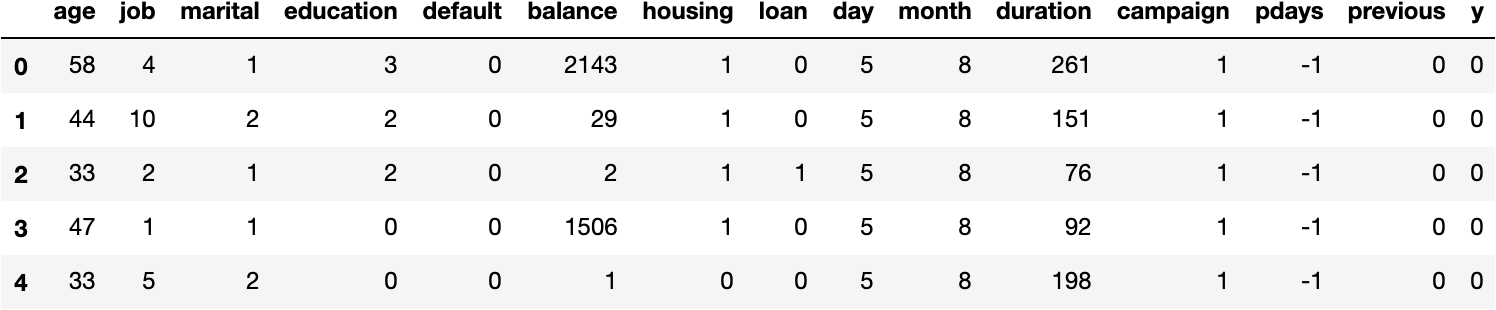 age job marital education default balance housing loan day month duration campaign pdays previous y
0 58 4 1 3 0 2143 1 0 5 8 261 1 -1 0 0
1 44 10 2 2 0 29 1 0 5 8 151 1 -1 0 0
2 33 2 1 2 0 2 1 1 5 8 76 1 -1 0 0
3 47 1 1 0 0 1506 1 0 5 8 92 1 -1 0 0
4 33 5 2 0 0 1 0 0 5 8 198 1 -1 0 0